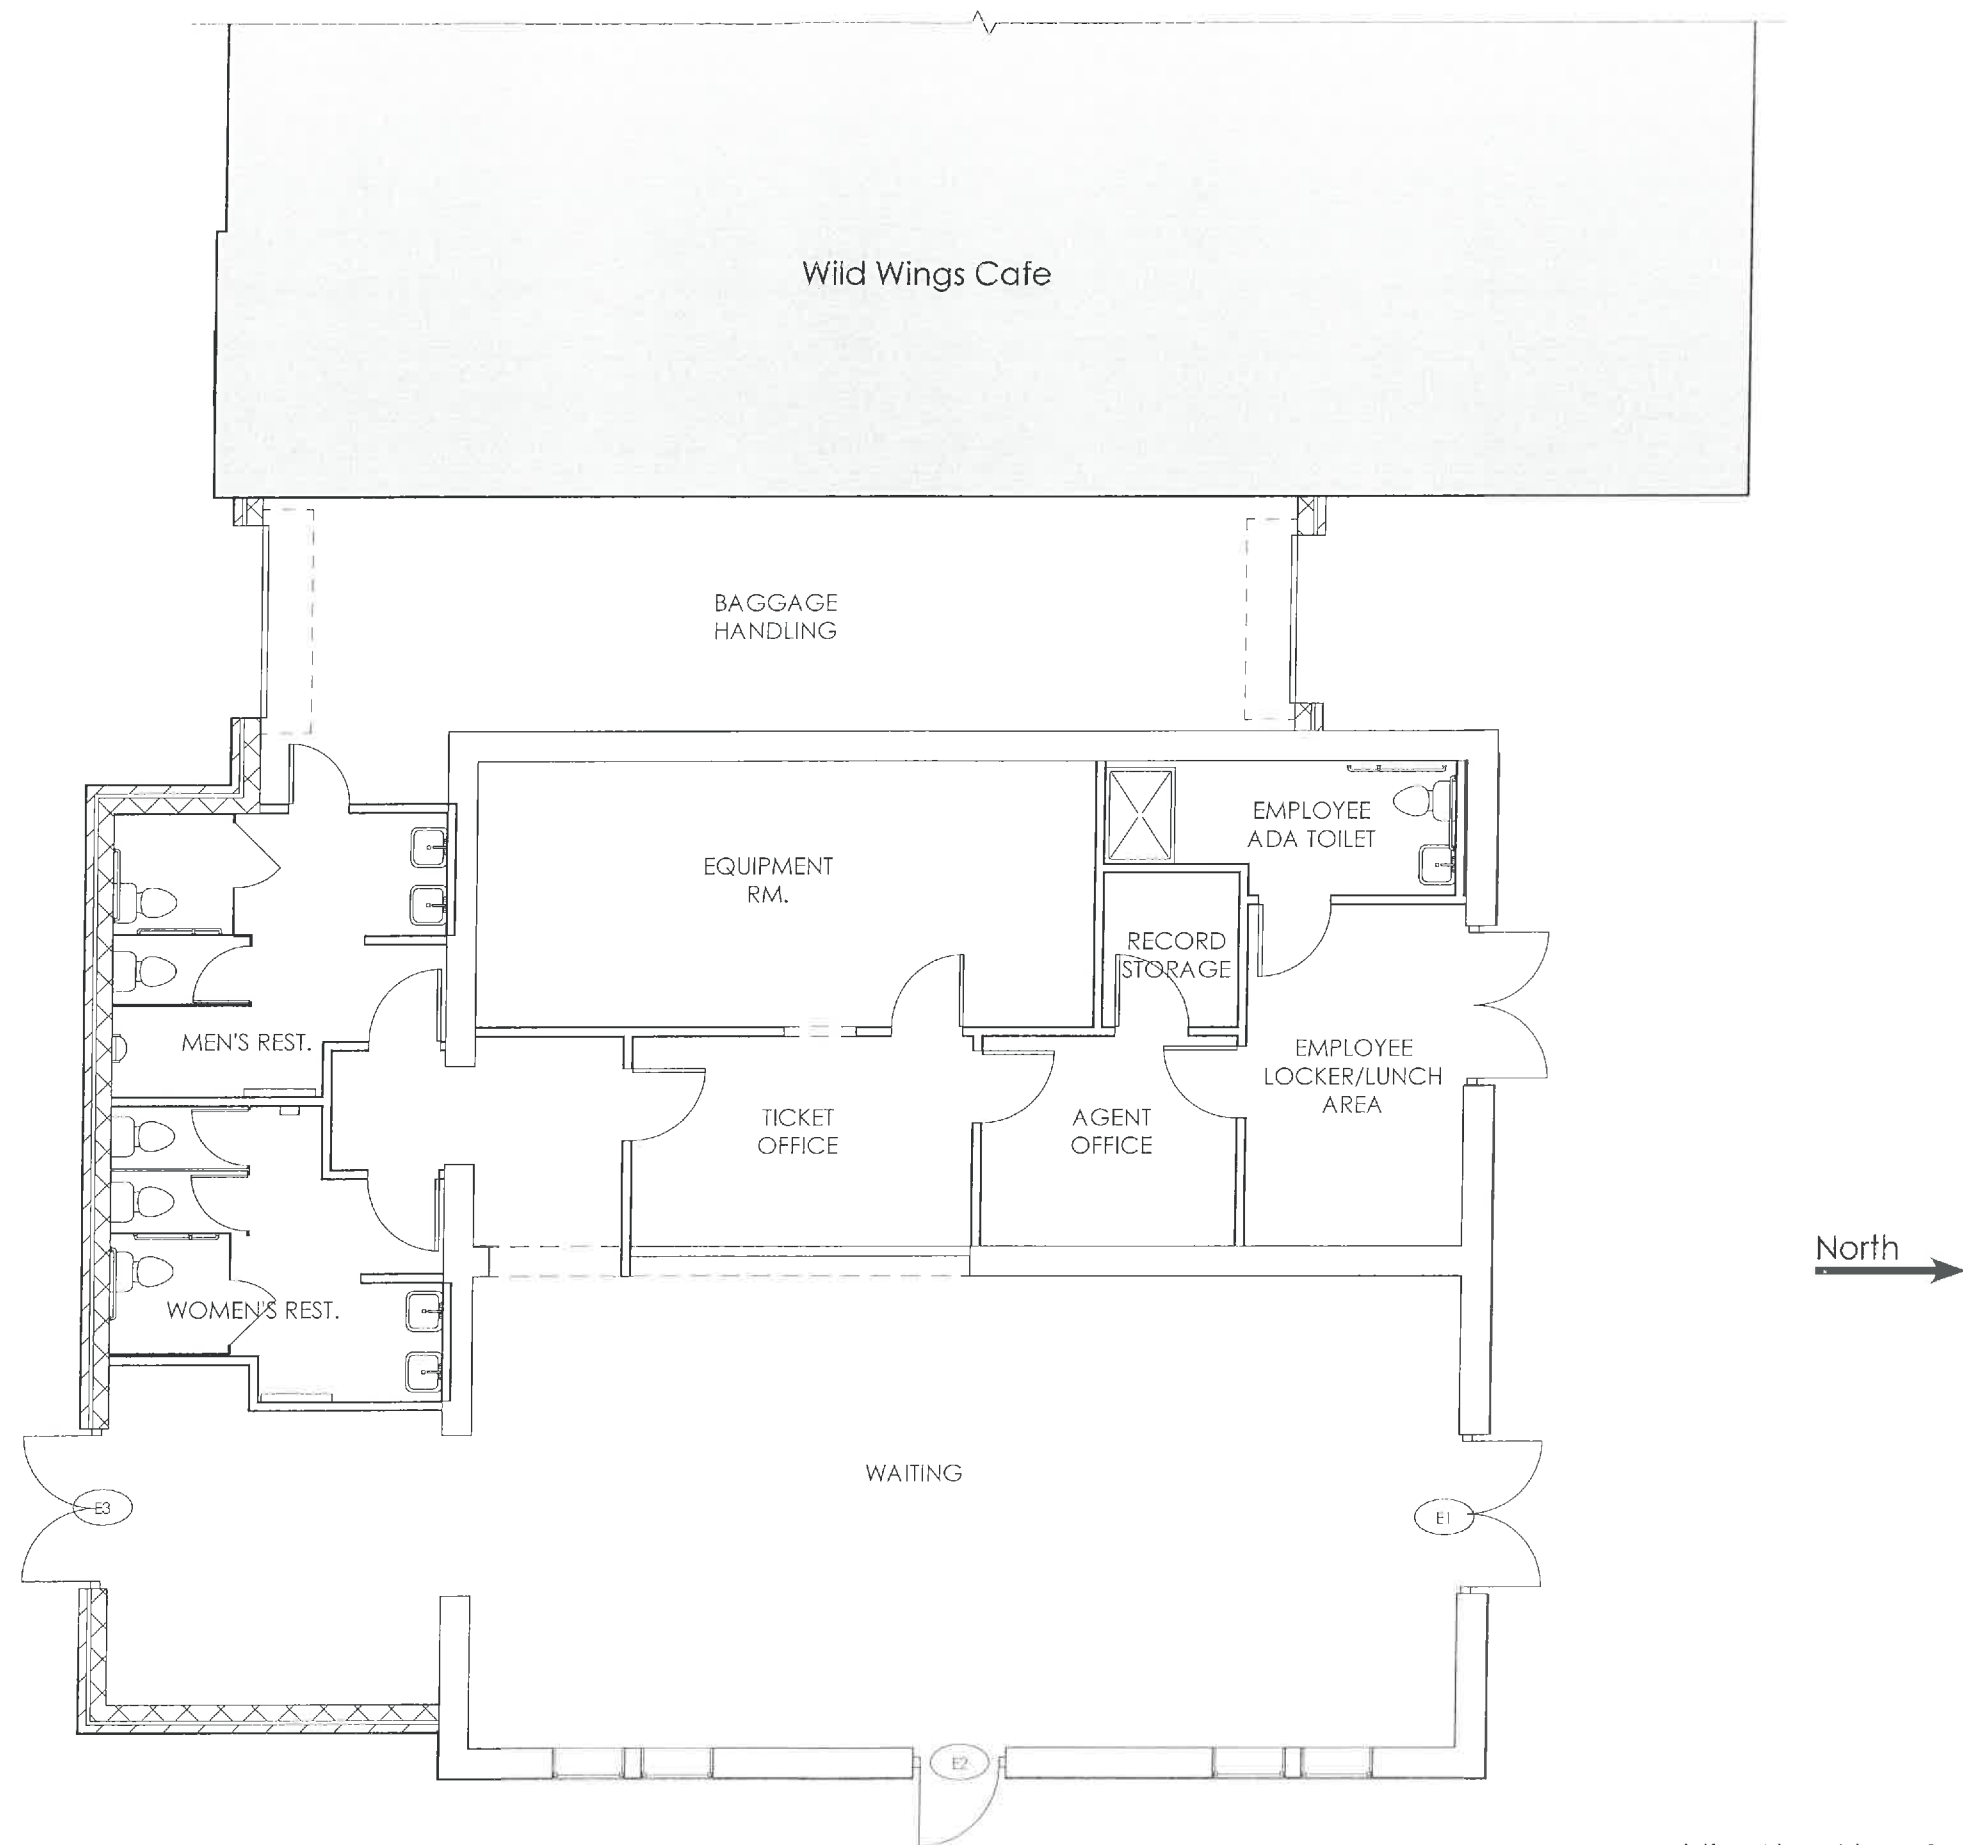 Wild Wings Cafe
BAGGAGE
HANDLING
EMPLOYEE
ADA TOILET
EQUIPMENT
RM.
RECORD
STORAGE
MEN'S REST.
EMPLOYEE
LOCKER/LUNCH
AREA
TICKET
OFFICE
AGENT
OFFICE
North
WOMEN'S REST.
WAITING
E3
E1
E2